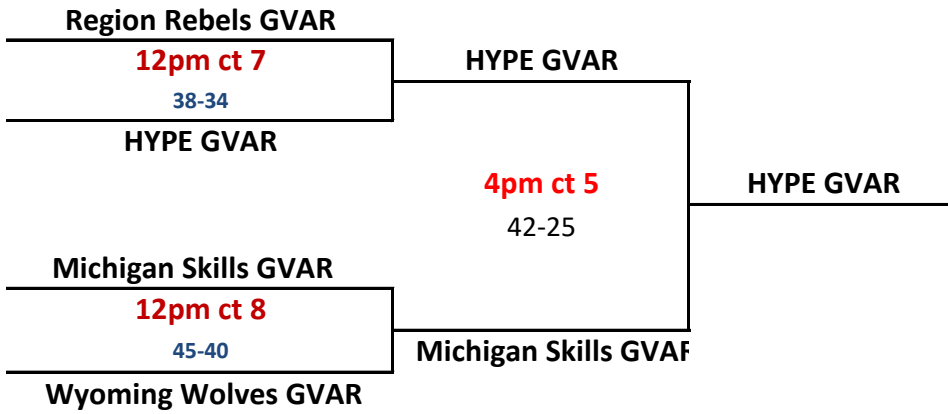 Region Rebels GVAR
12pm ct 7
38-34
HYPE GVAR
HYPE GVAR
4pm ct 5
42-25
HYPE GVAR
Michigan Skills GVAR
12pm ct 8
45-40
Wyoming Wolves GVAR
Michigan Skills GVAR